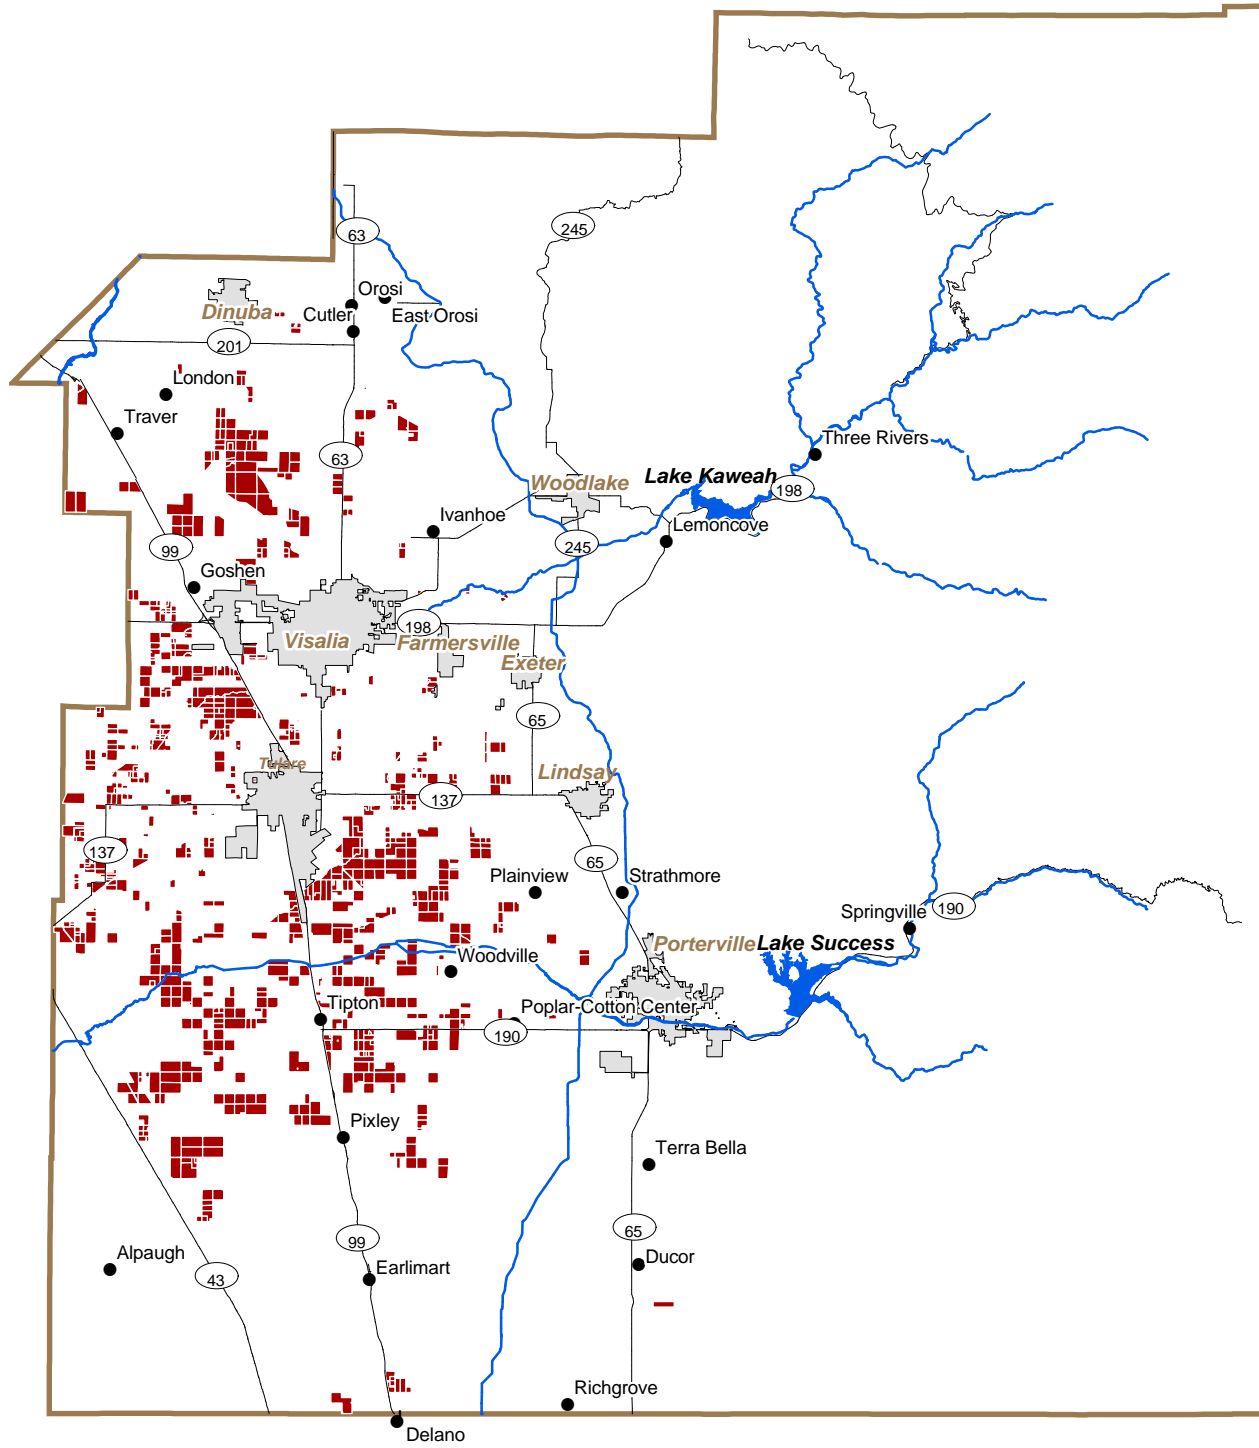 63
245
Orosi
Dinuba
Cutler
East Orosi
201
London
Traver
Three Rivers
63
Lake Kaweah
Woodlake
198
Ivanhoe
Lemoncove
99
245
Goshen
198
Visalia
Farmersville
Exeter
65
Tulare
Lindsay
137
137
65
Plainview
Strathmore
190
Springville
Porterville
Lake Success
Woodville
Tipton
Poplar-Cotton Center
190
Pixley
Terra Bella
65
99
Alpaugh
Ducor
43
Earlimart
Richgrove
Delano